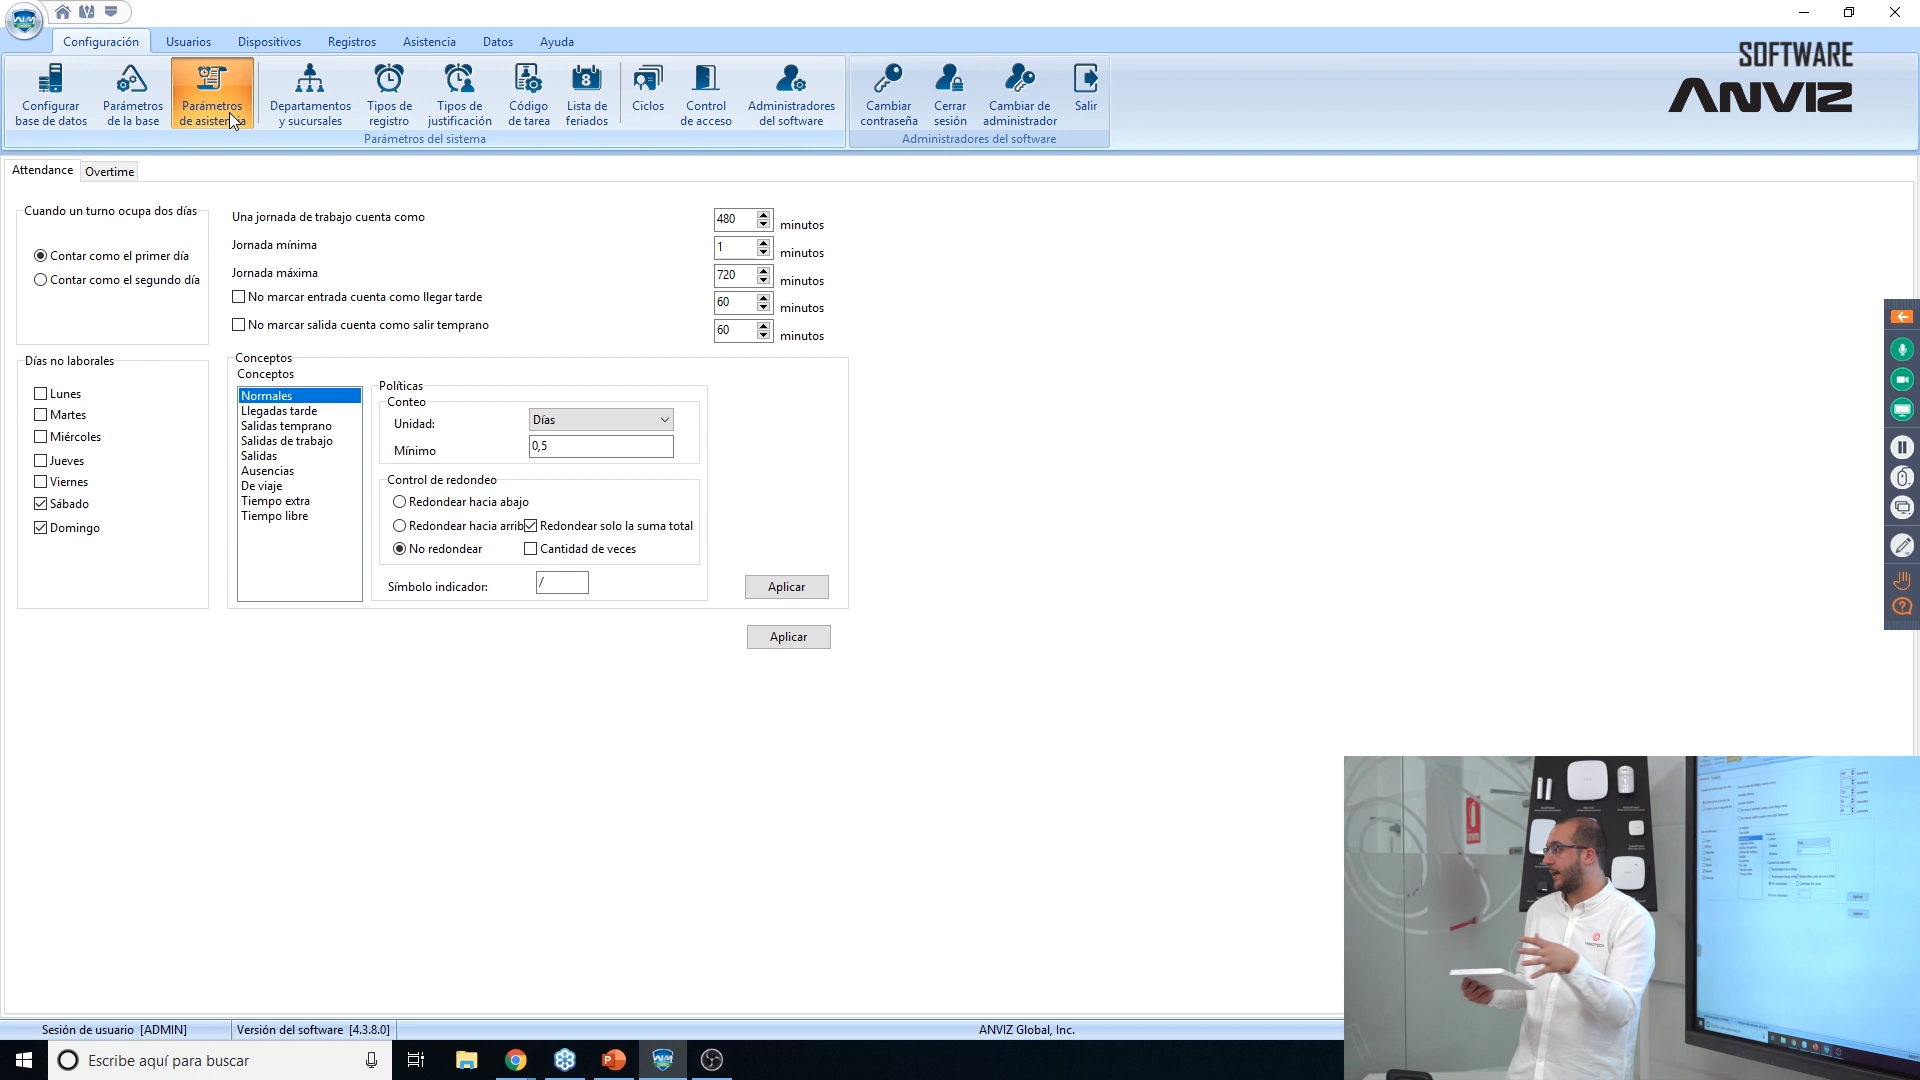 Configuración
Usuarios
Dispositivos
Registros
Asistencia
Datos
Ayuda
Configurar
base de datos
Parámetros
de la base
Parámetros
de asistencia
Departamentos
y sucursales
Tipos de
registro
Tipos de
justificación
Código
de tarea
8
Lista de
feriados
Ciclos
Control
de acceso
Administradores
del software
Parámetros del sistema
Cambiar
contraseña
Cerrar
sesión
Cambiar de
administrador
Salir
Administradores del software
SOFTWARE
ANVIZ
Attendance
Overtime
Cuando un turno ocupa dos días
Contar como el primer día
Contar como el segundo día
Una jornada de trabajo cuenta como
480
minutos
Jornada mínima
1
minutos
Jornada máxima
720
minutos
No marcar entrada cuenta como llegar tarde
60
minutos
No marcar salida cuenta como salir temprano
60
minutos
Días no laborales
Lunes
Martes
Miércoles
Jueves
Viernes
Sábado
Domingo
Conceptos
Conceptos
Normales
Llegadas tarde
Salidas temprano
Salidas de trabajo
Salidas
Ausencias
De viaje
Tiempo extra
Tiempo libre
Políticas
Conteo
Unidad:
Días
Mínimo
0,5
Control de redondeo
Redondear hacia abajo
Redondear hacia arrib
Redondear solo la suma total
No redondear
Cantidad de veces
Símbolo indicador:
/
Aplicar
Aplicar
Sesión de usuario [ADMIN]
Versión del software [4.3.8.0]
ANVIZ Global, Inc.
Escribe aquí para buscar